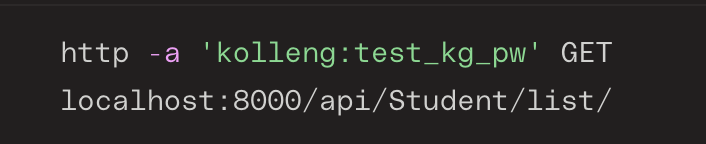 http -a 'kolleng:test_kg_pw' GET
localhost:8000/api/Student/list/